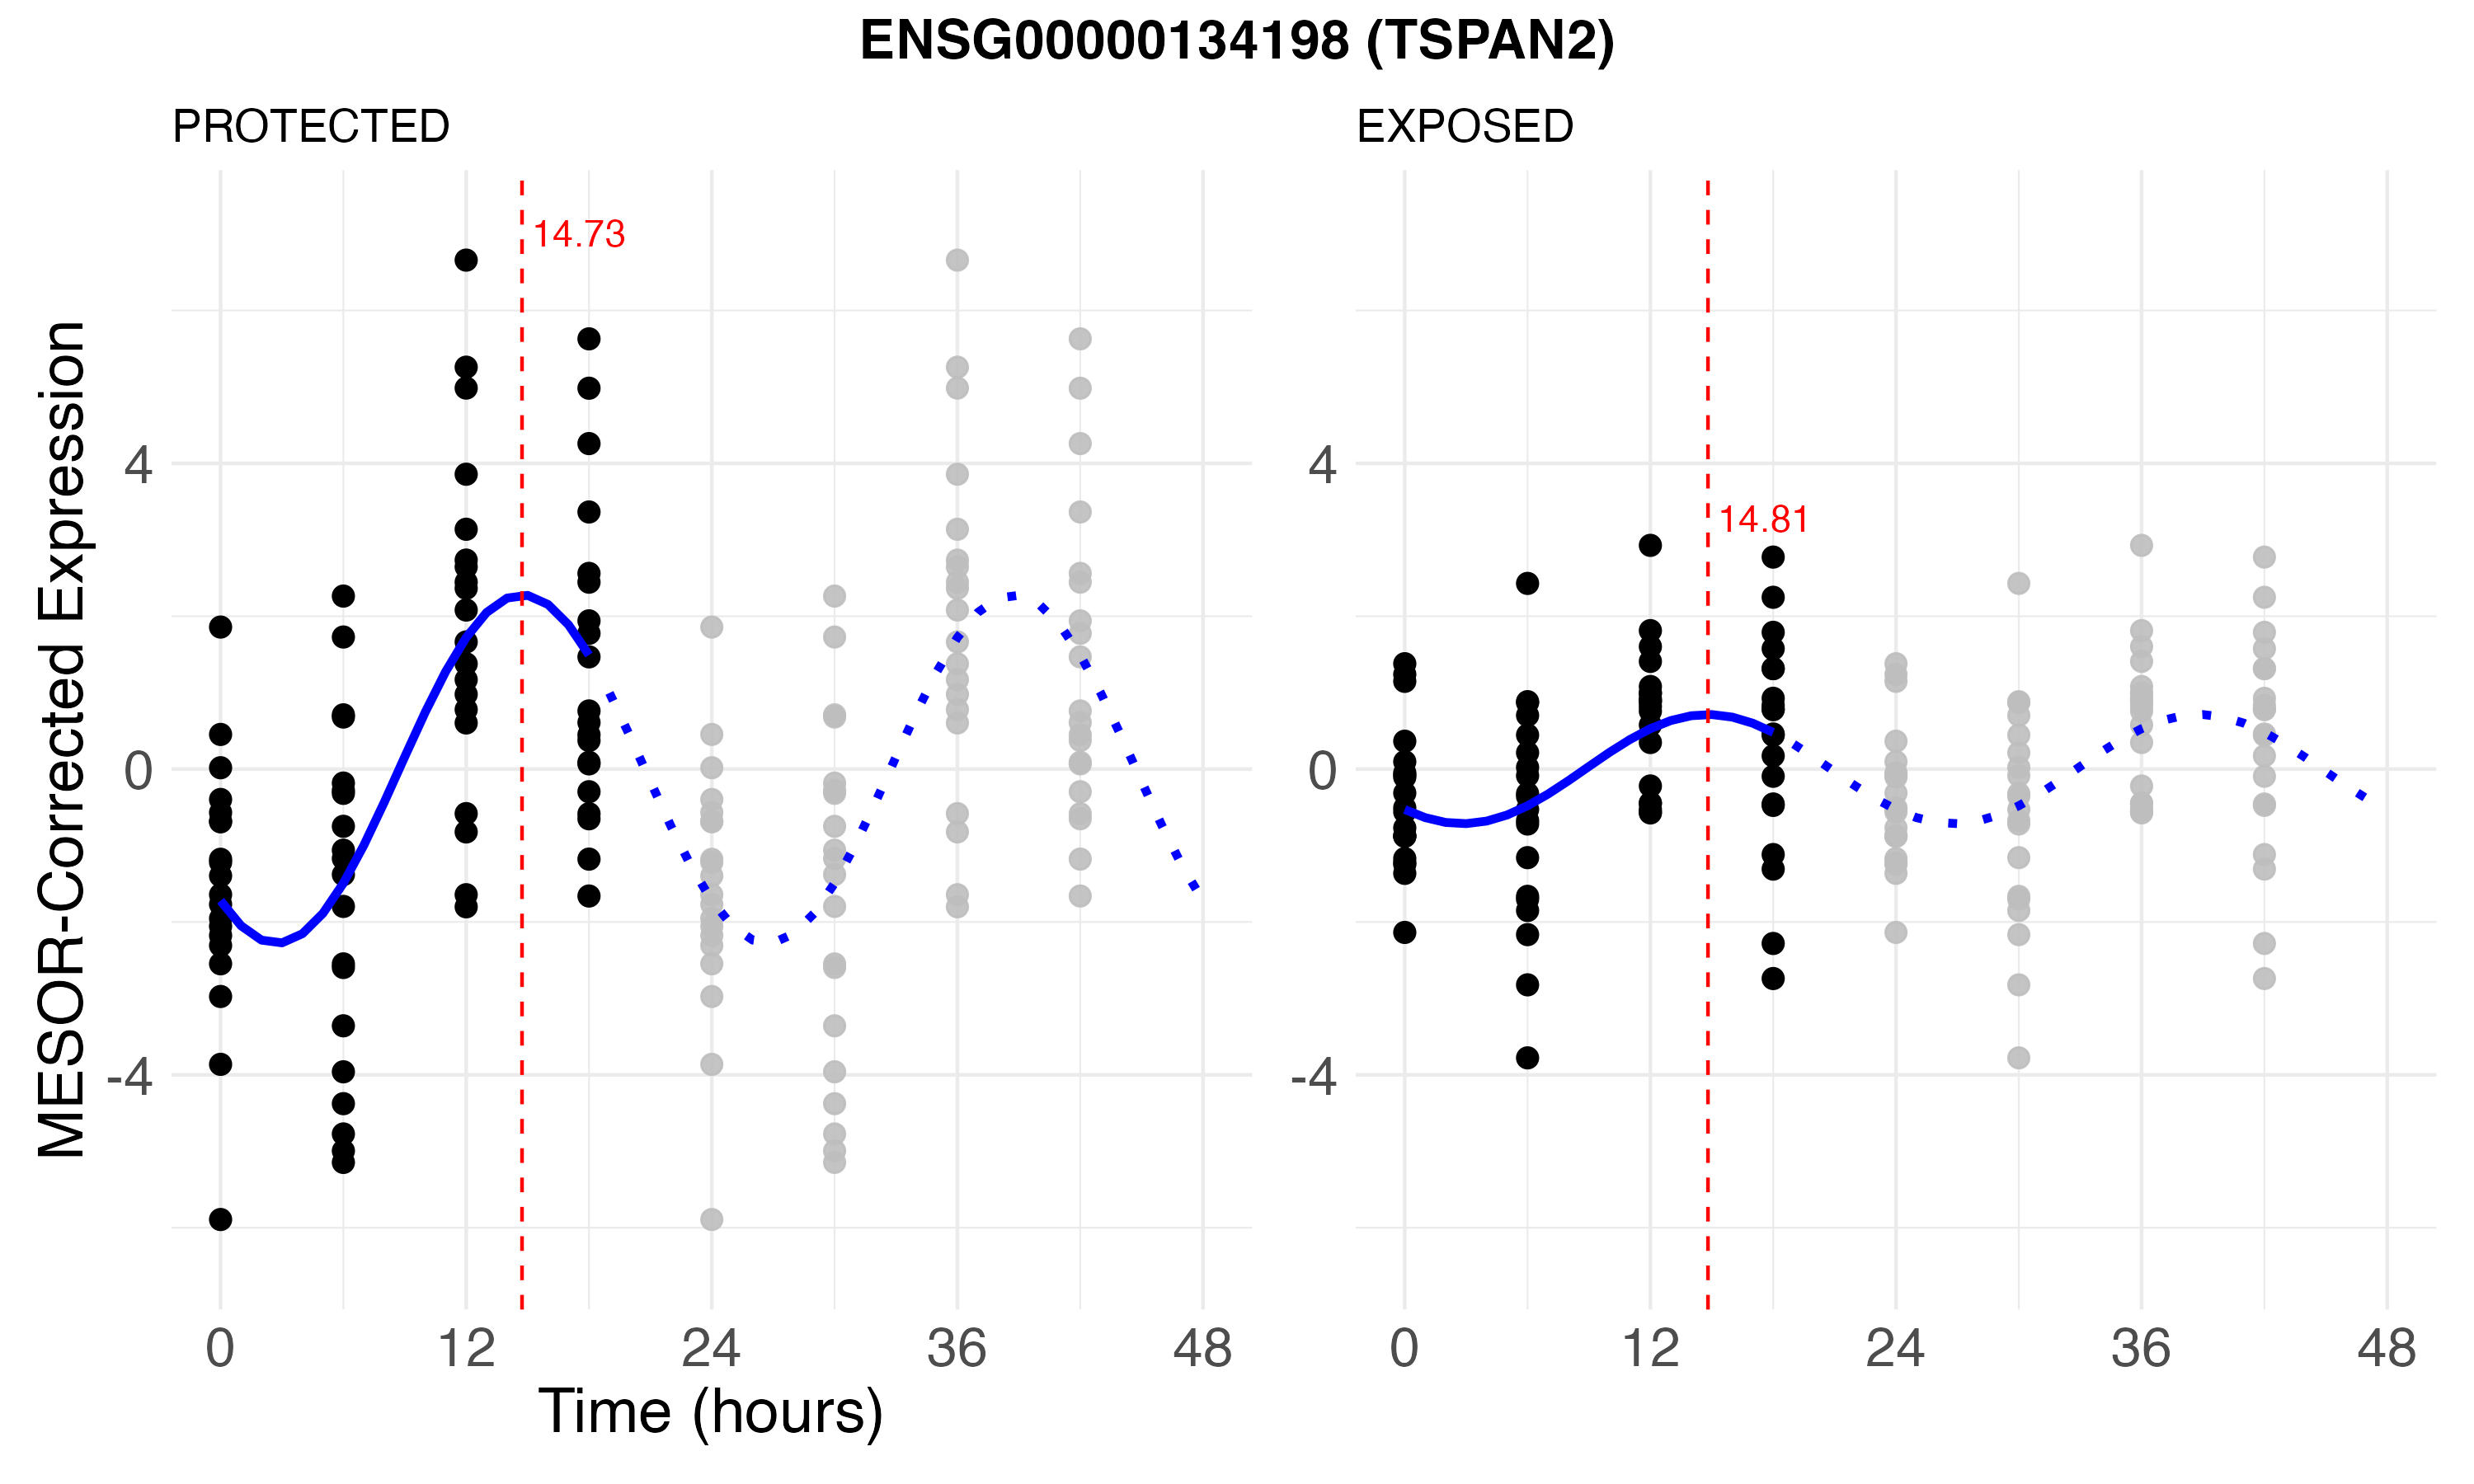 ENSG00000134198 (TSPAN2)
PROTECTED
EXPOSED
MESOR-Corrected Expression
14.73
14.81
4
0
-4
4
0
-4
0 12 24 36 48
0 12 24 36 48
Time (hours)